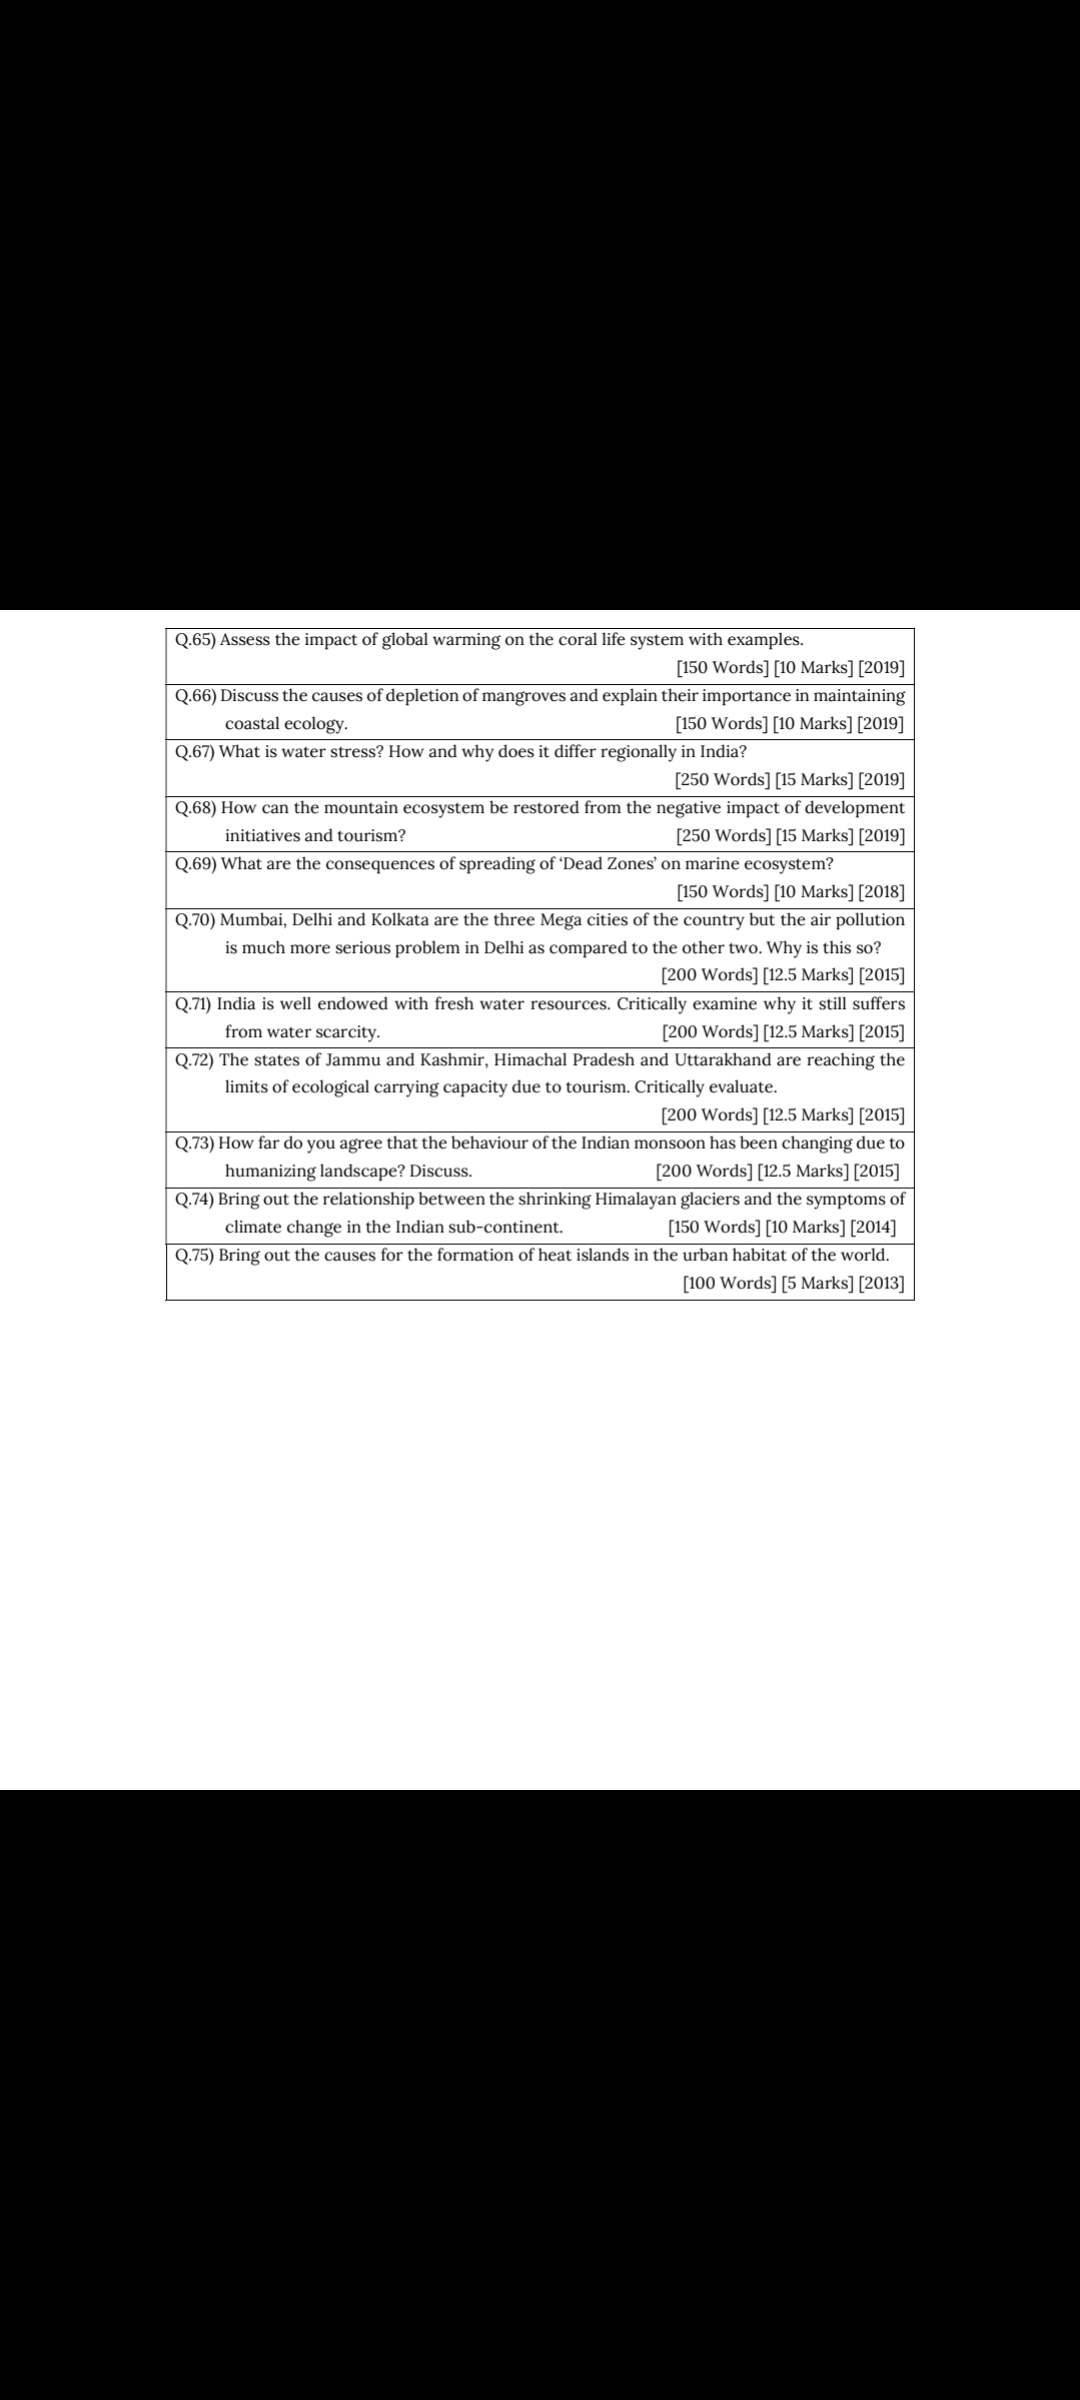 Q.65) Assess the impact of global warming on the coral life system with examples.
[150 Words] [10 Marks] [2019]
Q.66) Discuss the causes of depletion of mangroves and explain their importance in maintaining
coastal ecology. [150 Words] [10 Marks] [2019]
Q.67) What is water stress? How and why does it differ regionally in India?
[250 Words] [15 Marks] [2019]
Q.68) How can the mountain ecosystem be restored from the negative impact of development
initiatives and tourism? [250 Words] [15 Marks] [2019]
Q.69) What are the consequences of spreading of ‘Dead Zones’ on marine ecosystem?
[150 Words] [10 Marks] [2018]
Q.70) Mumbai, Delhi and Kolkata are the three Mega cities of the country but the air pollution
is much more serious problem in Delhi as compared to the other two. Why is this so?
[200 Words] [12.5 Marks] [2015]
Q.71) India is well endowed with fresh water resources. Critically examine why it still suffers
from water scarcity. [200 Words] [12.5 Marks] [2015]
Q.72) The states of Jammu and Kashmir, Himachal Pradesh and Uttarakhand are reaching the
limits of ecological carrying capacity due to tourism. Critically evaluate.
[200 Words] [12.5 Marks] [2015]
Q.73) How far do you agree that the behaviour of the Indian monsoon has been changing due to
humanizing landscape? Discuss. [200 Words] [12.5 Marks] [2015]
Q.74) Bring out the relationship between the shrinking Himalayan glaciers and the symptoms of
climate change in the Indian sub-continent. [150 Words] [10 Marks] [2014]
Q.75) Bring out the causes for the formation of heat islands in the urban habitat of the world.
[100 Words] [5 Marks] [2013]